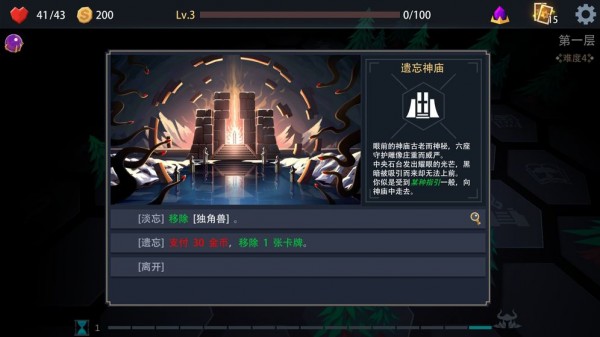 41/43
200
Lv.3
0/100
15
第一层
难度4
遗忘神庙
眼前的神庙古老而神秘，六座
守护雕像庄重而威严。
中央石台发出耀眼的光芒，黑
暗被吸引而来却无法上前。
你似是受到某种指引一般，向
神庙中走去。
[淡忘] 移除 [独角兽] 。
[遗忘] 支付 30 金币，移除 1 张卡牌。
[离开]
1